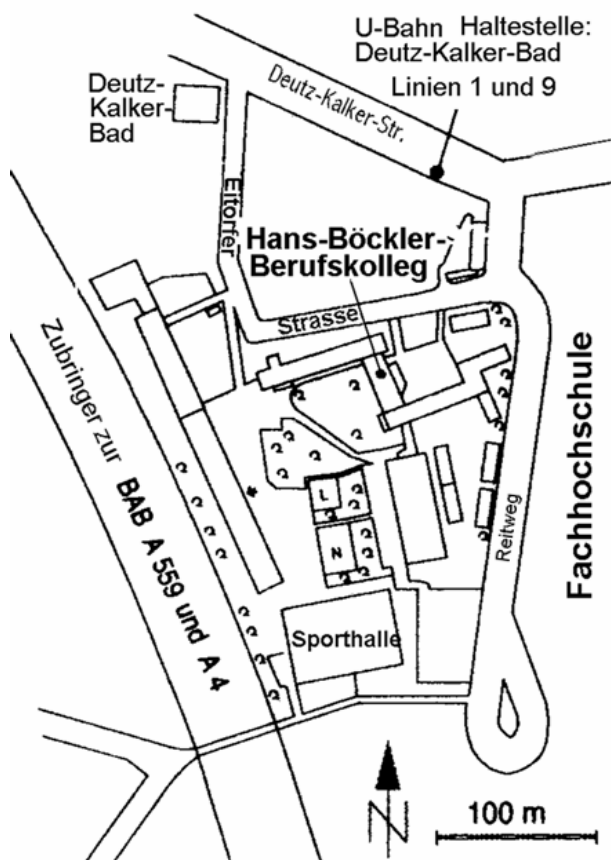 U-Bahn Haltestelle:
Deutz-Kalker-Bad
Linien 1 und 9
Deutz-
Kalker-
Bad
Deutz-Kalker-Str.
Eitorfer
Hans-Böckler-
Berufskolleg
Strasse
Zubringer zur BAB A 559 und A 4
Fachhochschule
Reitweg
L
N
Sporthalle
N
100 m